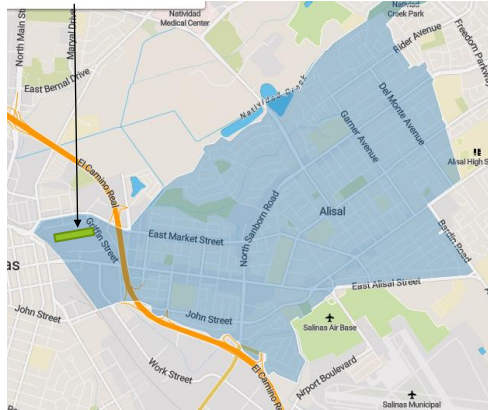 Natividad
Medical Center
Natividad
Creek Park
Rider Avenue
Freedom Parkway
North Main
Maryal Drive
East Bernal Drive
Natividad Creek
Del Monte Avenue
Garner Avenue
El Camino Real
Alisal High S
Griffin Street
East Market Street
North Sanborn Road
Alisal
Bardin Road
as
East Alisal Street
John Street
John Street
Salinas Air Base
Work Street
El Camino Real
Airport Boulevard
Salinas Municipal